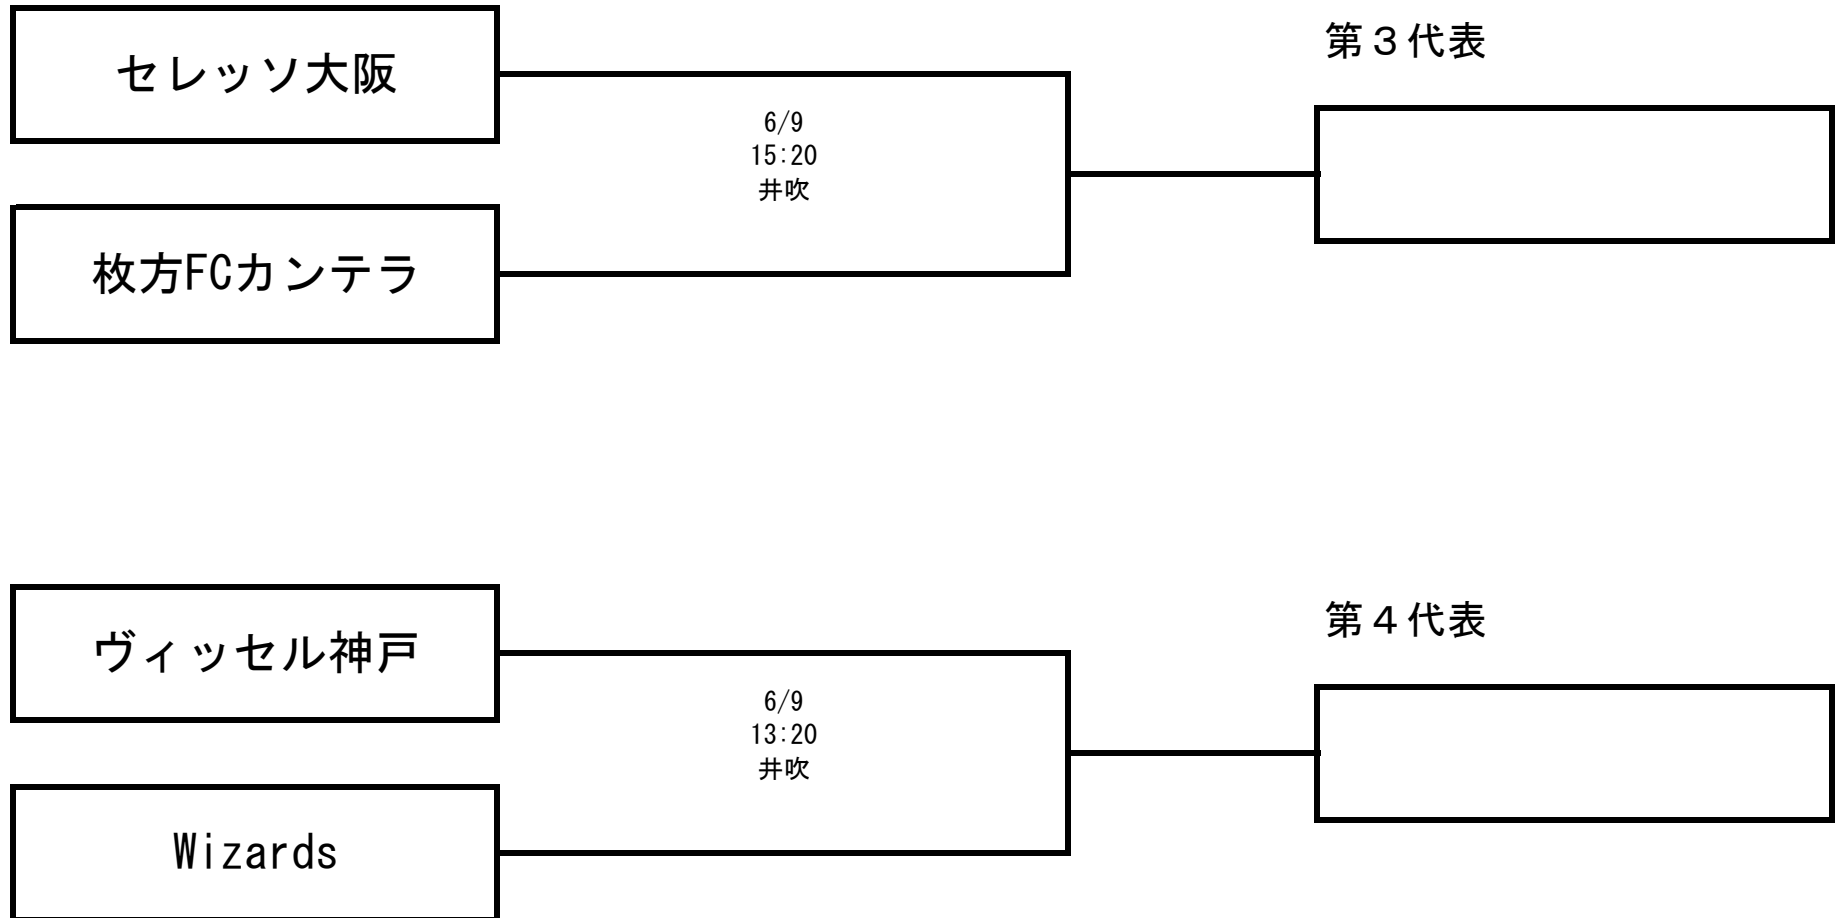 セレッソ大阪
第３代表
6/9
15:20
井吹
枚方FCカンテラ
ヴィッセル神戸
第４代表
6/9
13:20
井吹
Wizards